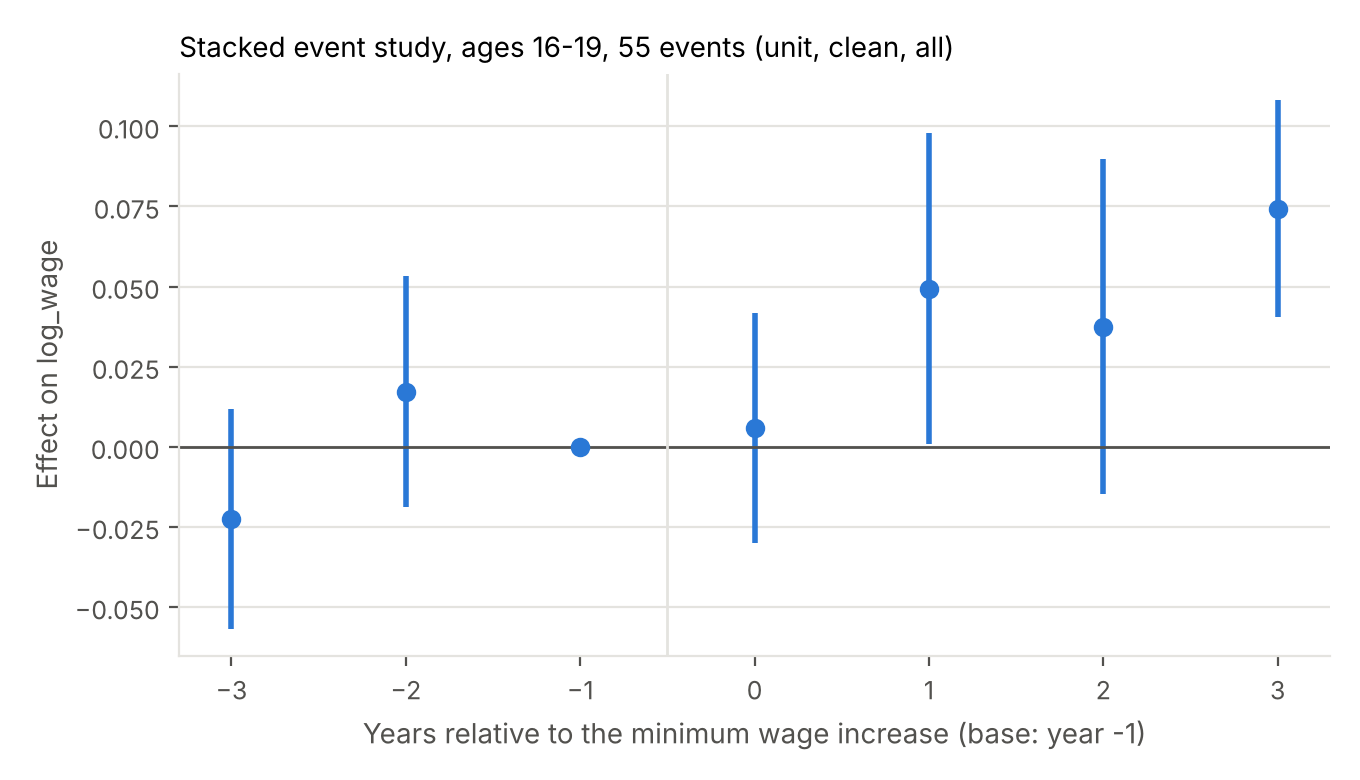 Stacked event study, ages 16-19, 55 events (unit, clean, all)
Effect on log_wage
0.100
0.075
0.050
0.025
0.000
−0.025
−0.050
−3 −2 −1 0 1 2 3
Years relative to the minimum wage increase (base: year -1)